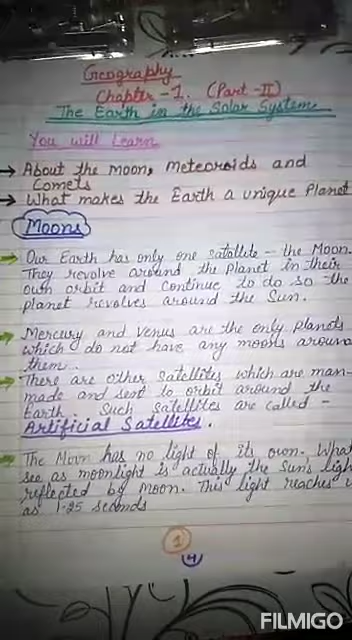 Geography
Chapter-1. (Part-II)
The Earth in the Solar System
You will Learn
→ About the Moon, Meteoroids and
Comets
→ What makes the Earth a unique Planet
Moons
⇒ Our Earth has only one satellite - the Moon.
They revolve around the planet in their
own orbit and continue to do so the
planet revolves around the Sun.
⇒ Mercury and Venus are the only planets
which do not have any moons around
them.
⇒ There are other satellites which are man-
made and sent to orbit around the
Earth. Such satellites are called -
Artificial Satellites.
⇒ The Moon has no light of its own. What
see as moonlight is actually the Sun's light
reflected by Moon. This light reaches
as 1.25 seconds
1
4
FILMIGO